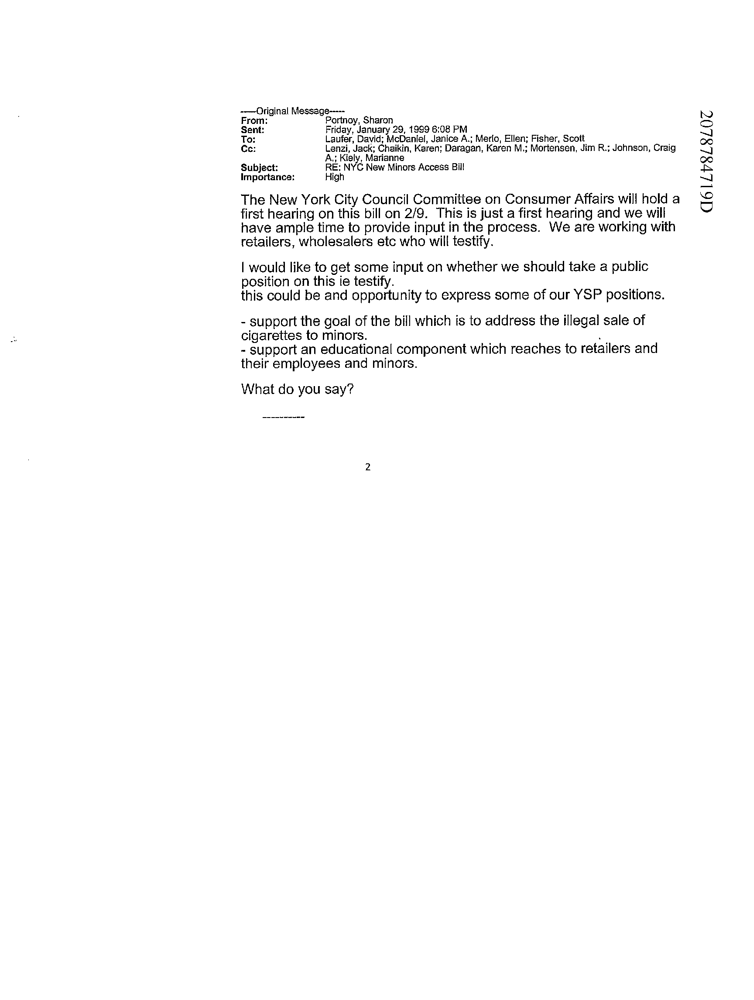 -----Original Message-----
From: Portnoy, Sharon
Sent: Friday, January 29, 1999 6:08 PM
To: Laufer, David; McDaniel, Janice A.; Merlo, Ellen; Fisher, Scott
Cc: Lenzi, Jack; Chaikin, Karen; Daragan, Karen M.; Mortensen, Jim R.; Johnson, Craig
A.; Kiely, Marianne
Subject: RE: NYC New Minors Access Bill
Importance: High
The New York City Council Committee on Consumer Affairs will hold a
first hearing on this bill on 2/9. This is just a first hearing and we will
have ample time to provide input in the process. We are working with
retailers, wholesalers etc who will testify.
I would like to get some input on whether we should take a public
position on this ie testify.
this could be and opportunity to express some of our YSP positions.
- support the goal of the bill which is to address the illegal sale of
cigarettes to minors.
- support an educational component which reaches to retailers and
their employees and minors.
What do you say?
----------
2
2078784719D